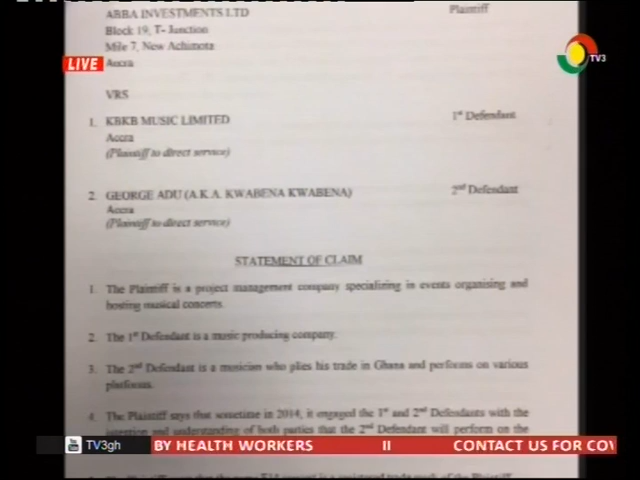 ABBA INVESTMENTS LTD Plaintiff
Block 19, T- Junction
Mile 7, New Achimota
Accra
LIVE
TV3
VRS
1. KBKB MUSIC LIMITED 1st Defendant
Accra
(Plaintiff to direct service)
2. GEORGE ADU (A.K.A. KWABENA KWABENA) 2nd Defendant
Accra
(Plaintiff to direct service)
STATEMENT OF CLAIM
1. The Plaintiff is a project management company specializing in events organising and
hosting musical concerts.
2. The 1st Defendant is a music producing company.
3. The 2nd Defendant is a musician who plies his trade in Ghana and performs on various
platforms.
4. The Plaintiff says that sometime in 2014, it engaged the 1st and 2nd Defendants with the
intention and understanding of both parties that the 2nd Defendant will perform on the
You Tube TV3gh BY HEALTH WORKERS II CONTACT US FOR COV